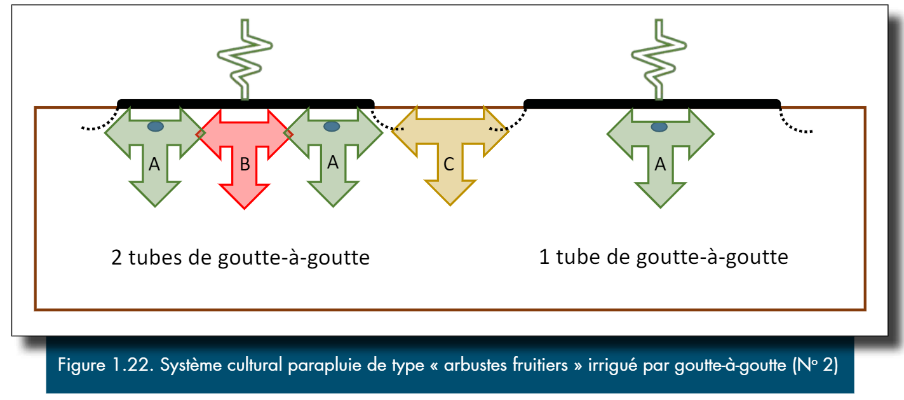 A B A C A
2 tubes de goutte-à-goutte
1 tube de goutte-à-goutte
Figure 1.22. Système cultural parapluie de type « arbustes fruitiers » irrigué par goutte-à-goutte (Nº 2)